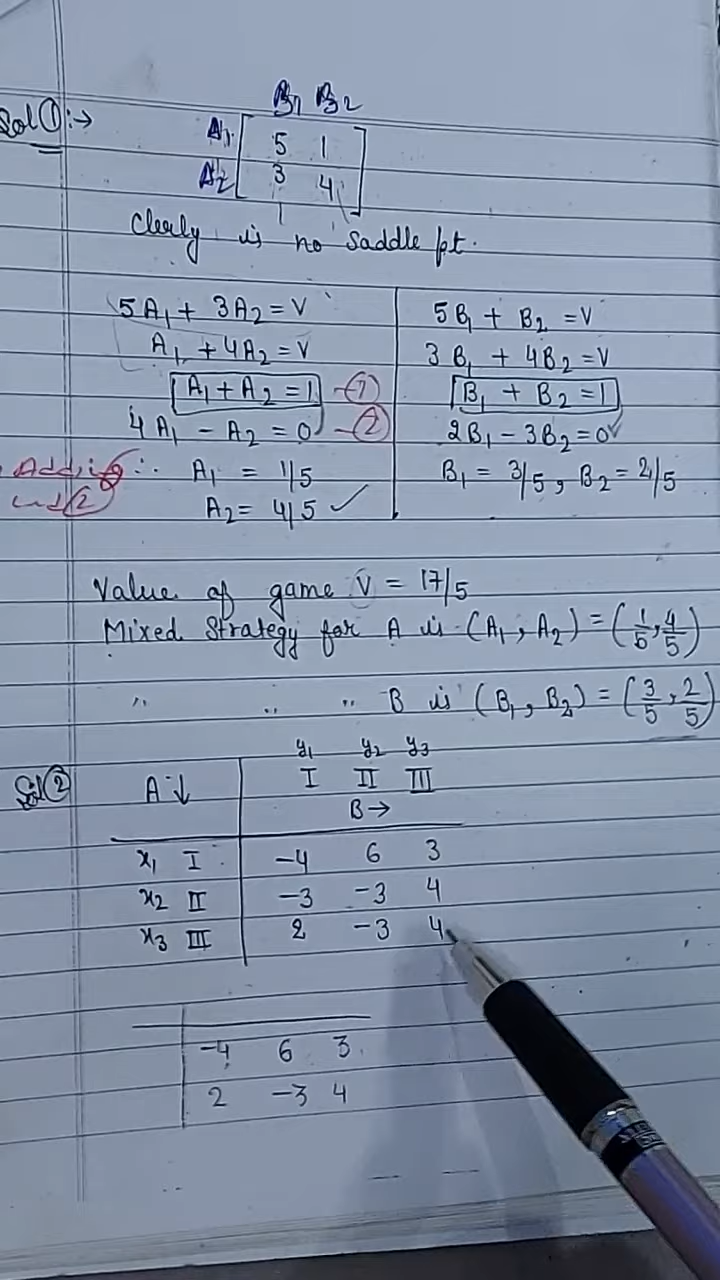 B1 B2
Sol ① :→
A1 5 1
A2 3 4
Clerly is no saddle pt.
5A1 + 3A2 = V
A1 + 4A2 = V
A1 + A2 = 1 - ①
4A1 - A2 = 0 - ②
Adding ∴ A1 = 1/5
②
A2 = 4/5 ✓
5B1 + B2 = V
3B1 + 4B2 = V
B1 + B2 = 1
2B1 - 3B2 = 0 ✓
B1 = 3/5, B2 = 2/5
Value of game V = 17/5
Mixed Strategy for A is (A1, A2) = (1/5, 4/5)
" " " B is (B1, B2) = (3/5, 2/5)
y1 y2 y3
Sol ② A↓ I II III
B→
x1 I -4 6 3
x2 II -3 -3 4
x3 III 2 -3 4
-4 6 3
2 -3 4